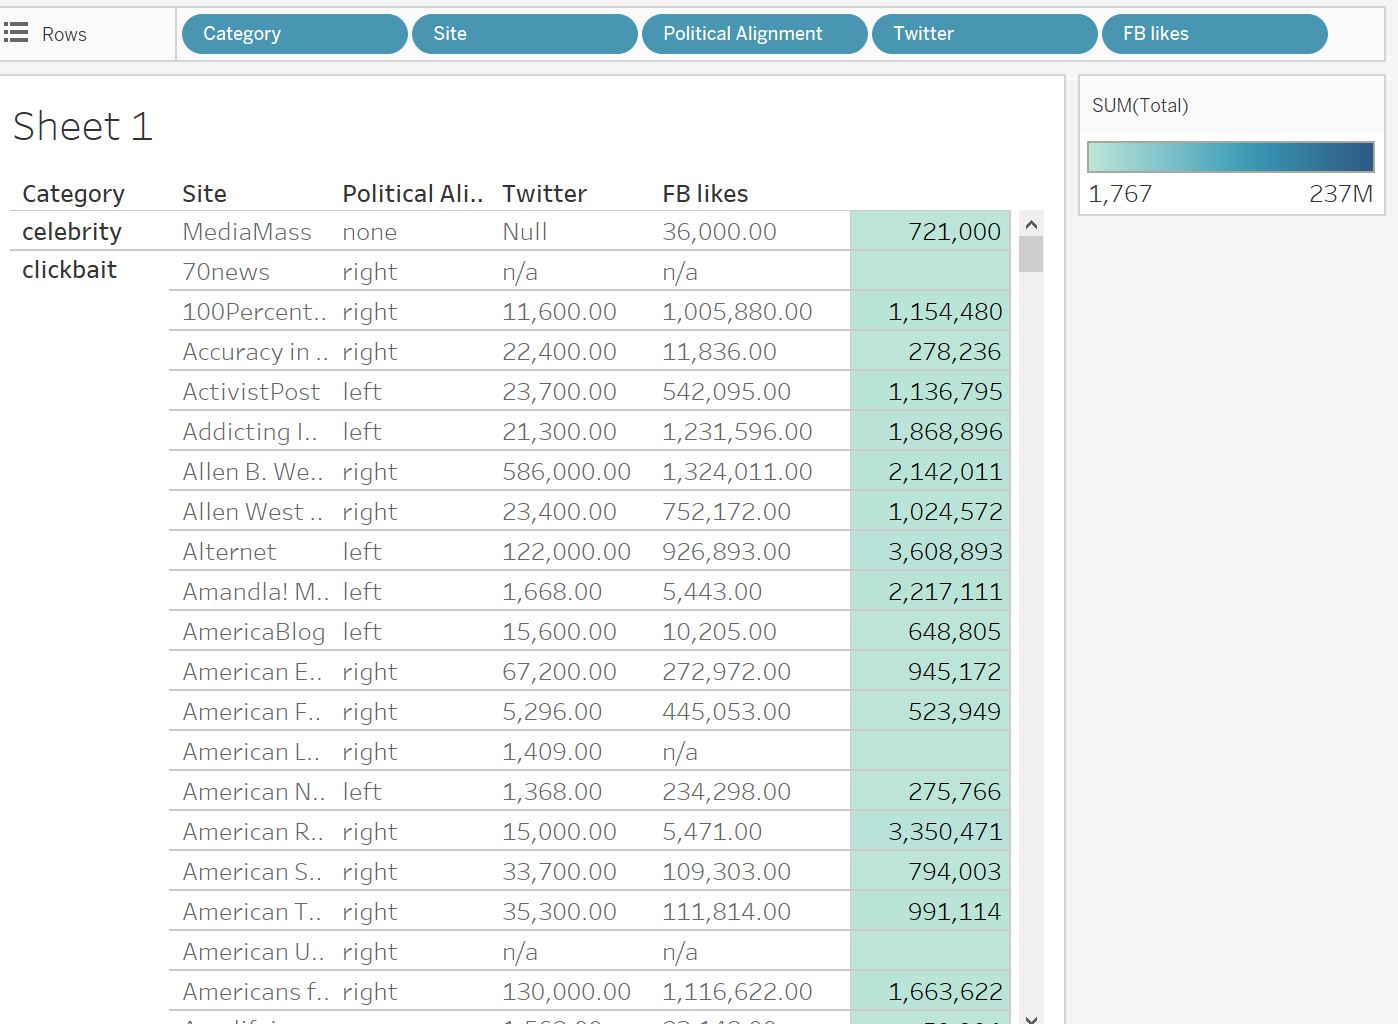 Rows Category Site Political Alignment Twitter FB likes
SUM(Total)
1,767 237M
Sheet 1
Category Site Political Ali.. Twitter FB likes
celebrity MediaMass none Null 36,000.00 721,000
clickbait 70news right n/a n/a
100Percent.. right 11,600.00 1,005,880.00 1,154,480
Accuracy in .. right 22,400.00 11,836.00 278,236
ActivistPost left 23,700.00 542,095.00 1,136,795
Addicting I.. left 21,300.00 1,231,596.00 1,868,896
Allen B. We.. right 586,000.00 1,324,011.00 2,142,011
Allen West .. right 23,400.00 752,172.00 1,024,572
Alternet left 122,000.00 926,893.00 3,608,893
Amandla! M.. left 1,668.00 5,443.00 2,217,111
AmericaBlog left 15,600.00 10,205.00 648,805
American E.. right 67,200.00 272,972.00 945,172
American F.. right 5,296.00 445,053.00 523,949
American L.. right 1,409.00 n/a
American N.. left 1,368.00 234,298.00 275,766
American R.. right 15,000.00 5,471.00 3,350,471
American S.. right 33,700.00 109,303.00 794,003
American T.. right 35,300.00 111,814.00 991,114
American U.. right n/a n/a
Americans f.. right 130,000.00 1,116,622.00 1,663,622